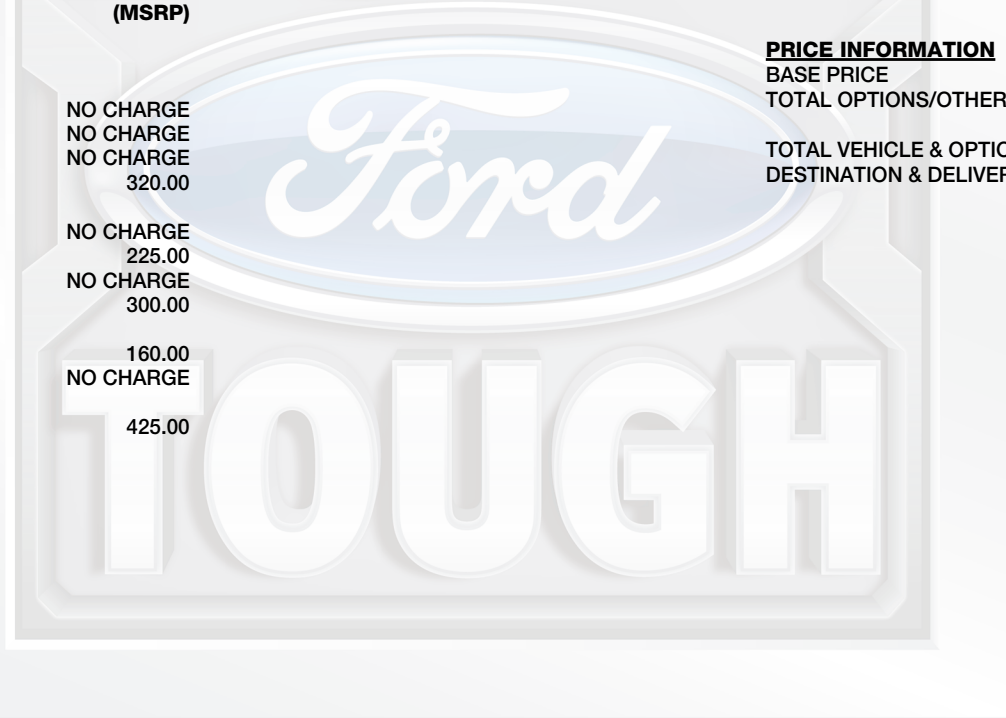 (MSRP)
NO CHARGE
NO CHARGE
NO CHARGE
320.00
NO CHARGE
225.00
NO CHARGE
300.00
160.00
NO CHARGE
425.00
PRICE INFORMATION
BASE PRICE
TOTAL OPTIONS/OTHER
TOTAL VEHICLE & OPTIO
DESTINATION & DELIVER
Ford
TOUGH